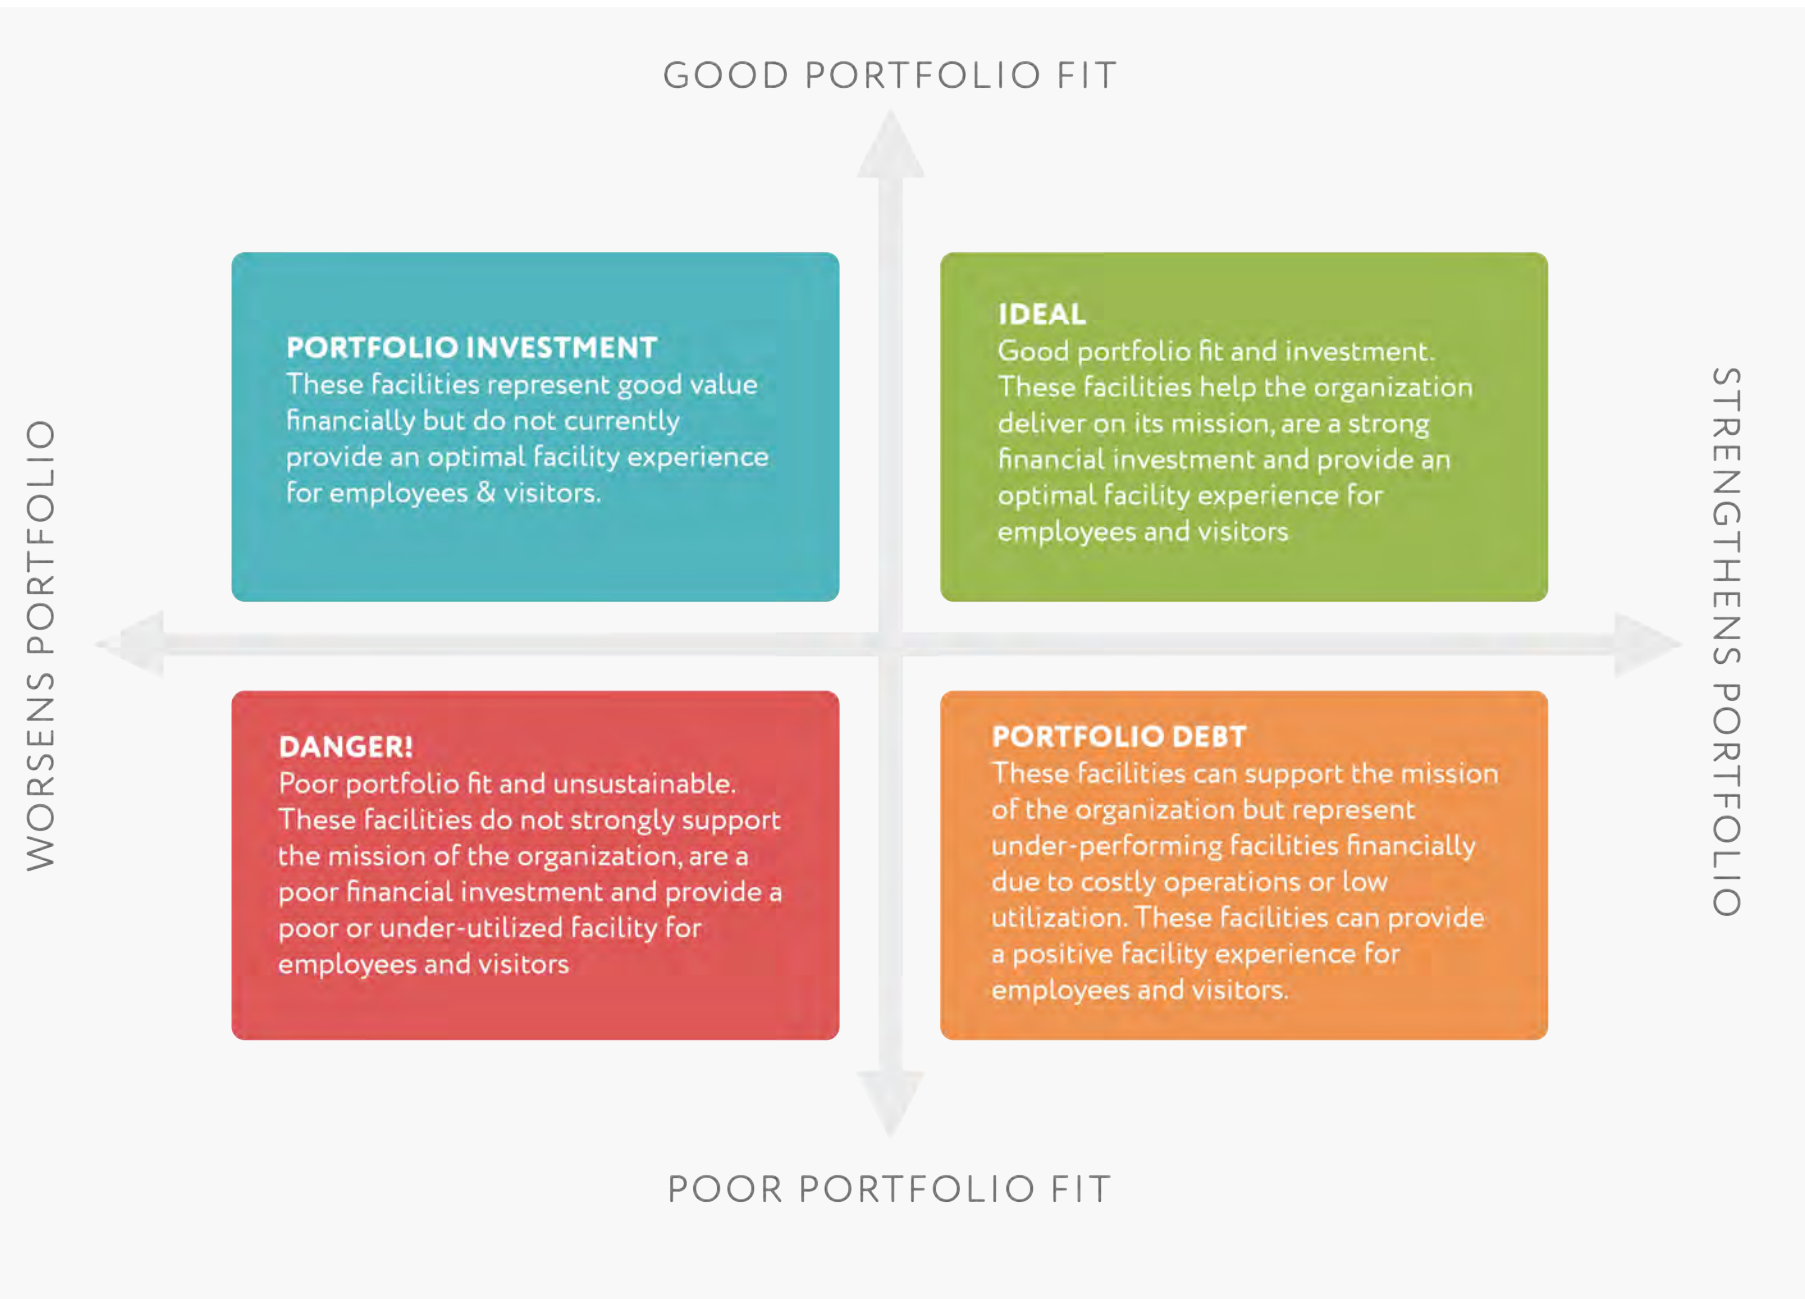 GOOD PORTFOLIO FIT
PORTFOLIO INVESTMENT
These facilities represent good value
financially but do not currently
provide an optimal facility experience
for employees & visitors.
IDEAL
Good portfolio fit and investment.
These facilities help the organization
deliver on its mission, are a strong
financial investment and provide an
optimal facility experience for
employees and visitors
WORSENS PORTFOLIO
STRENGTHENS PORTFOLIO
DANGER!
Poor portfolio fit and unsustainable.
These facilities do not strongly support
the mission of the organization, are a
poor financial investment and provide a
poor or under-utilized facility for
employees and visitors
PORTFOLIO DEBT
These facilities can support the mission
of the organization but represent
under-performing facilities financially
due to costly operations or low
utilization. These facilities can provide
a positive facility experience for
employees and visitors.
POOR PORTFOLIO FIT